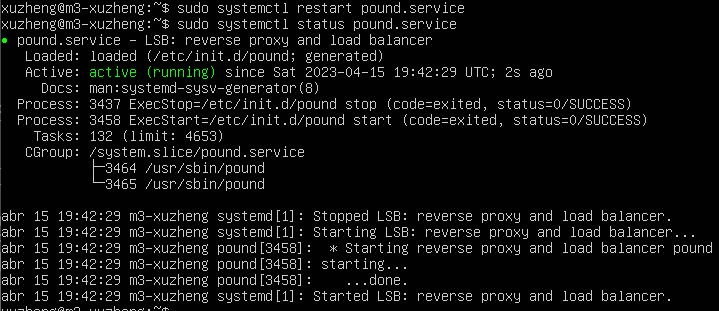 xuzheng@m3-xuzheng:~$ sudo systemctl restart pound.service
xuzheng@m3-xuzheng:~$ sudo systemctl status pound.service
● pound.service - LSB: reverse proxy and load balancer
   Loaded: loaded (/etc/init.d/pound; generated)
   Active: active (running) since Sat 2023-04-15 19:42:29 UTC; 2s ago
     Docs: man:systemd-sysv-generator(8)
  Process: 3437 ExecStop=/etc/init.d/pound stop (code=exited, status=0/SUCCESS)
  Process: 3458 ExecStart=/etc/init.d/pound start (code=exited, status=0/SUCCESS)
    Tasks: 132 (limit: 4653)
   CGroup: /system.slice/pound.service
           ├─3464 /usr/sbin/pound
           └─3465 /usr/sbin/pound
abr 15 19:42:29 m3-xuzheng systemd[1]: Stopped LSB: reverse proxy and load balancer.
abr 15 19:42:29 m3-xuzheng systemd[1]: Starting LSB: reverse proxy and load balancer...
abr 15 19:42:29 m3-xuzheng pound[3458]:  * Starting reverse proxy and load balancer pound
abr 15 19:42:29 m3-xuzheng pound[3458]: starting...
abr 15 19:42:29 m3-xuzheng pound[3458]:    ...done.
abr 15 19:42:29 m3-xuzheng systemd[1]: Started LSB: reverse proxy and load balancer.
xuzheng@m3-xuzheng:~$